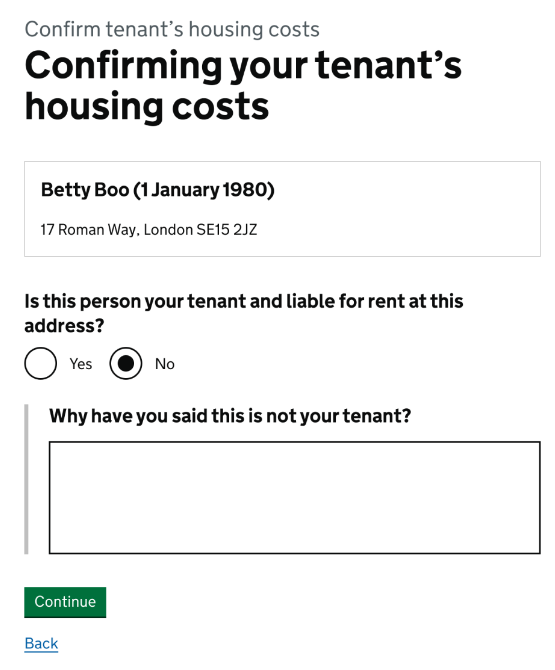 Confirm tenant’s housing costs
Confirming your tenant’s
housing costs
Betty Boo (1 January 1980)
17 Roman Way, London SE15 2JZ
Is this person your tenant and liable for rent at this
address?
Yes No
Why have you said this is not your tenant?
Continue
Back